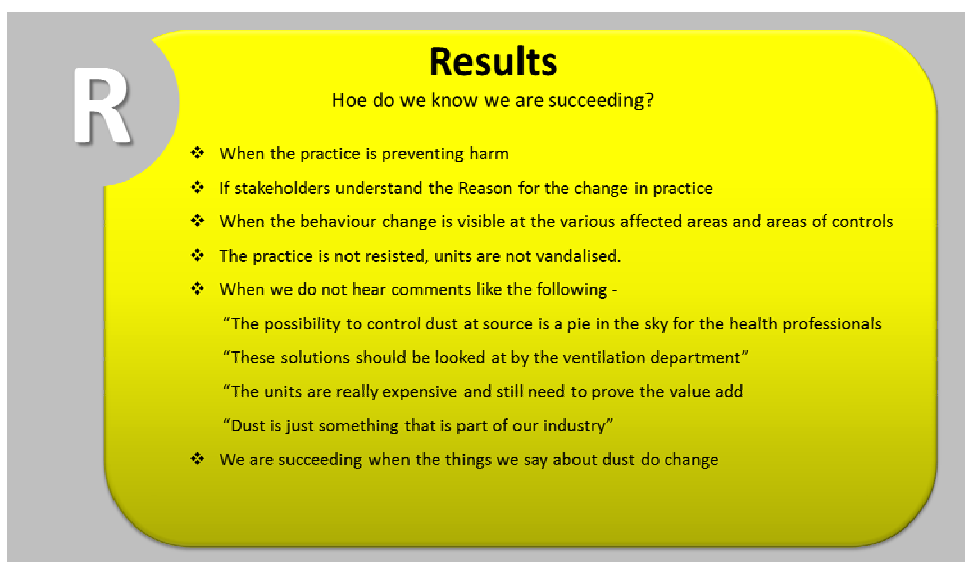 R
Results
Hoe do we know we are succeeding?
❖ When the practice is preventing harm
❖ If stakeholders understand the Reason for the change in practice
❖ When the behaviour change is visible at the various affected areas and areas of controls
❖ The practice is not resisted, units are not vandalised.
❖ When we do not hear comments like the following -
“The possibility to control dust at source is a pie in the sky for the health professionals
“These solutions should be looked at by the ventilation department”
“The units are really expensive and still need to prove the value add
“Dust is just something that is part of our industry”
❖ We are succeeding when the things we say about dust do change